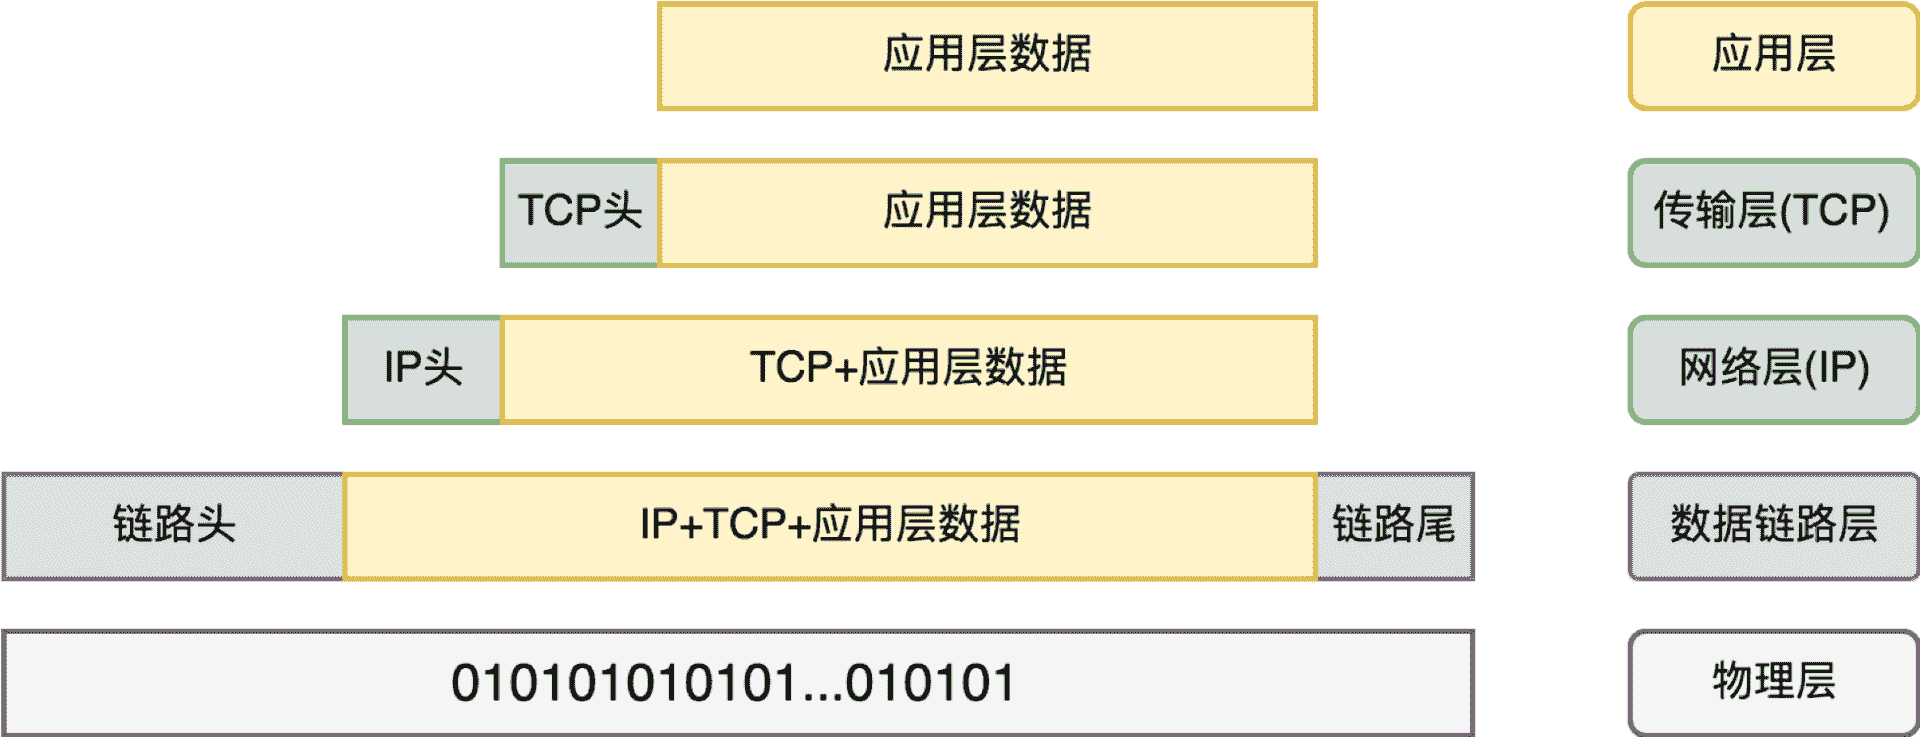 应用层数据
应用层
TCP头
应用层数据
传输层(TCP)
IP头
TCP+应用层数据
网络层(IP)
链路头
IP+TCP+应用层数据
链路尾
数据链路层
010101010101...010101
物理层